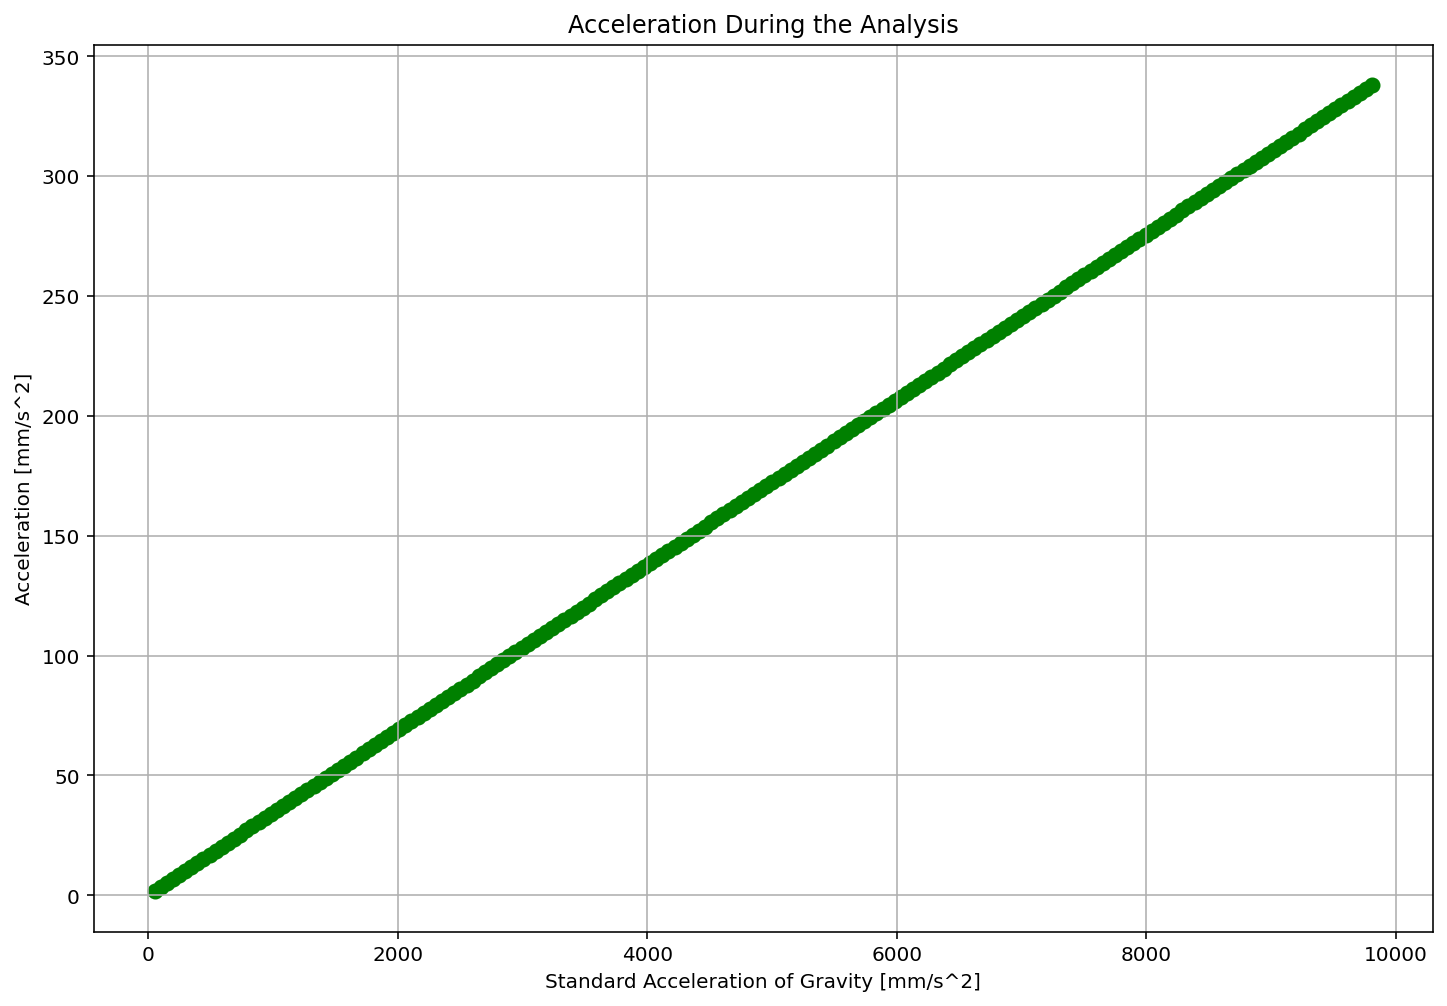 Acceleration During the Analysis
350
300
250
200
150
100
50
0
Acceleration [mm/s^2]
0 2000 4000 6000 8000 10000
Standard Acceleration of Gravity [mm/s^2]